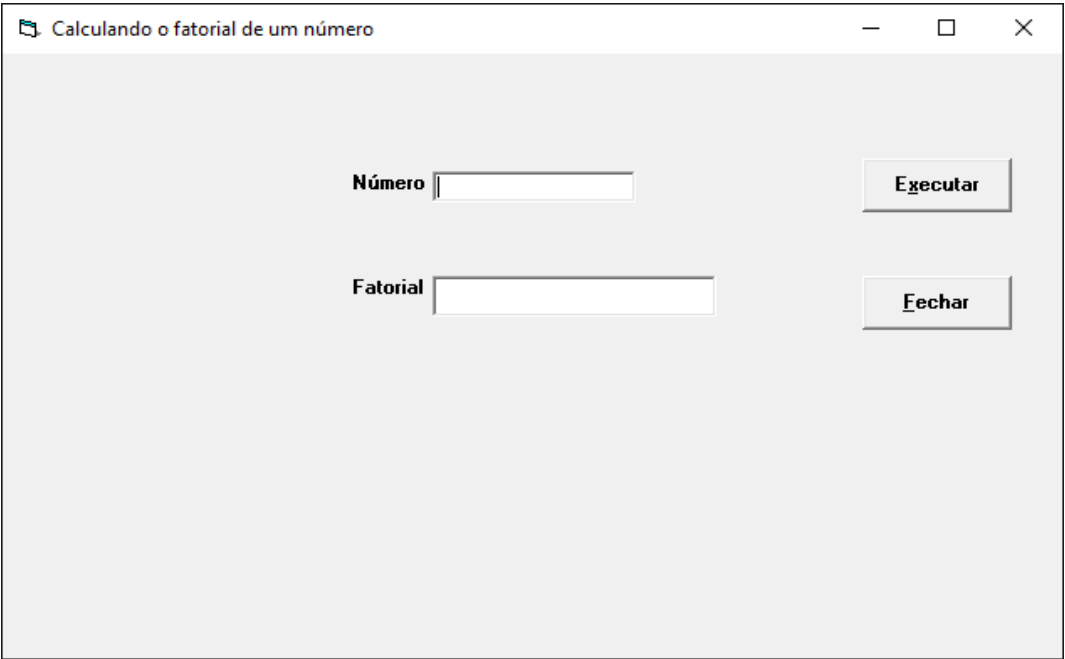 Calculando o fatorial de um número
Número
Executar
Fatorial
Fechar